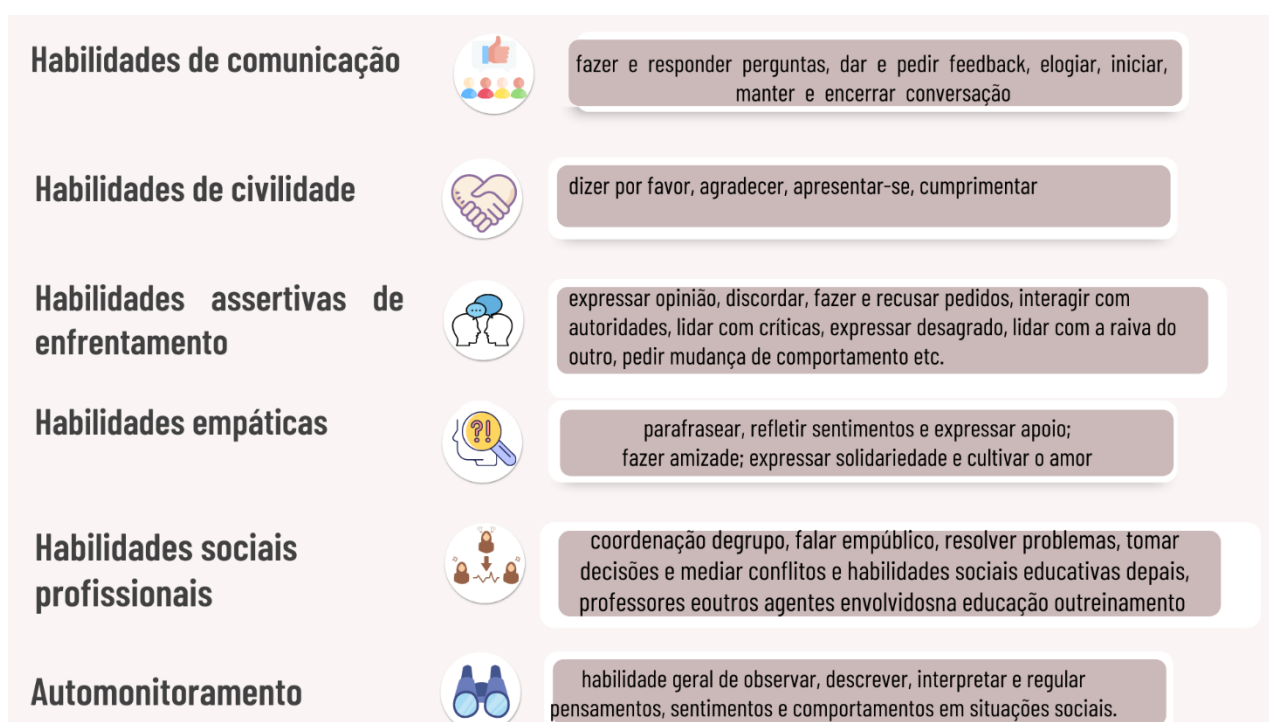 Habilidades de comunicação
fazer e responder perguntas, dar e pedir feedback, elogiar, iniciar,
manter e encerrar conversação
Habilidades de civilidade
dizer por favor, agradecer, apresentar-se, cumprimentar
Habilidades assertivas de
enfrentamento
expressar opinião, discordar, fazer e recusar pedidos, interagir com
autoridades, lidar com críticas, expressar desagrado, lidar com a raiva do
outro, pedir mudança de comportamento etc.
Habilidades empáticas
?!
parafrasear, refletir sentimentos e expressar apoio;
fazer amizade; expressar solidariedade e cultivar o amor
Habilidades sociais
profissionais
coordenação degrupo, falar empúblico, resolver problemas, tomar
decisões e mediar conflitos e habilidades sociais educativas depais,
professores eoutros agentes envolvidosna educação outreinamento
Automonitoramento
habilidade geral de observar, descrever, interpretar e regular
pensamentos, sentimentos e comportamentos em situações sociais.